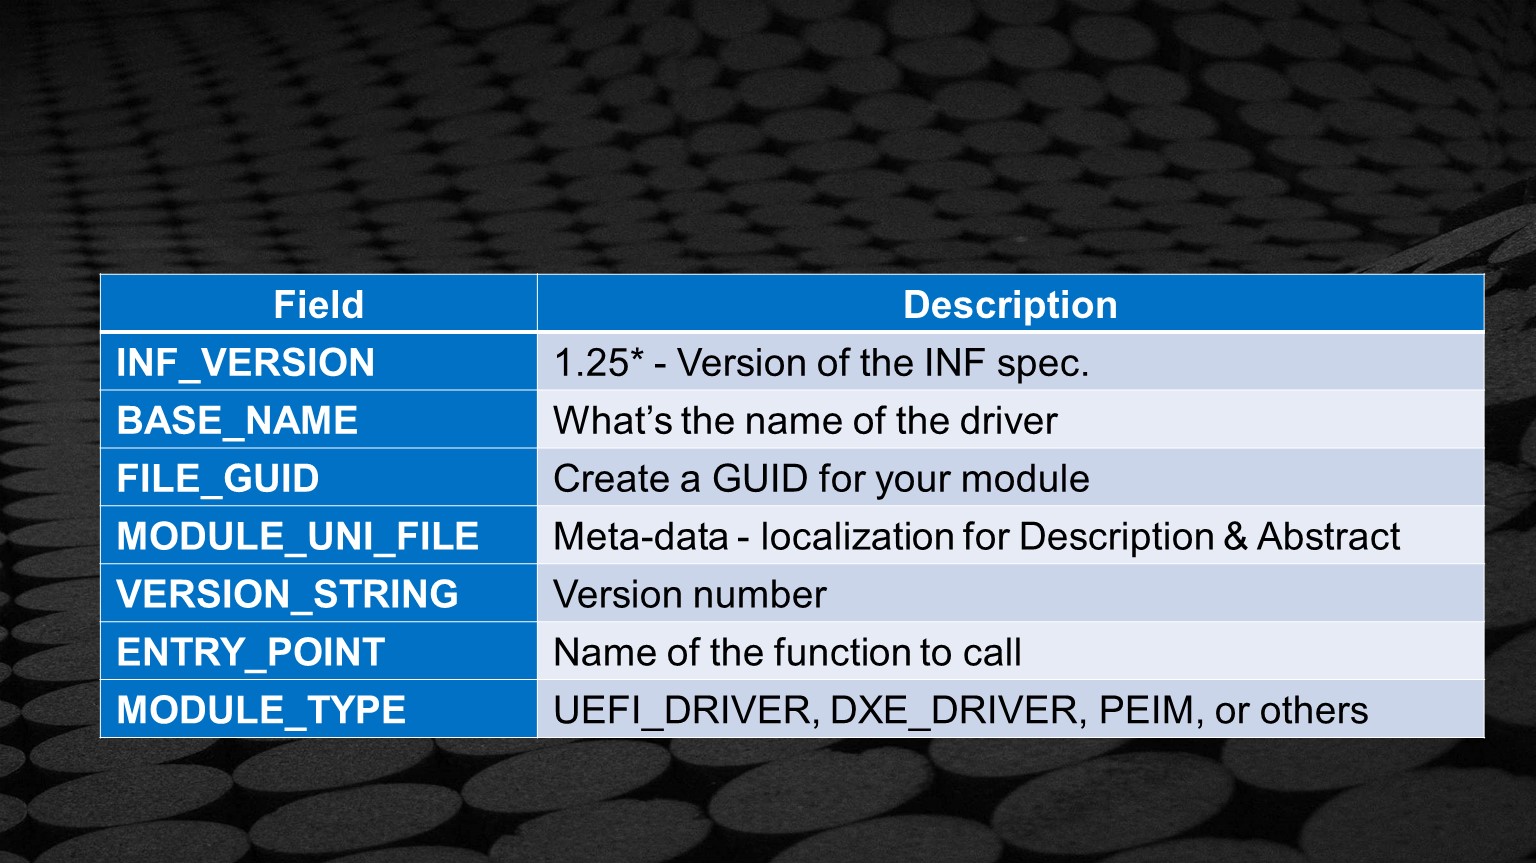 Field Description
INF_VERSION 1.25* - Version of the INF spec.
BASE_NAME What’s the name of the driver
FILE_GUID Create a GUID for your module
MODULE_UNI_FILE Meta-data - localization for Description & Abstract
VERSION_STRING Version number
ENTRY_POINT Name of the function to call
MODULE_TYPE UEFI_DRIVER, DXE_DRIVER, PEIM, or others